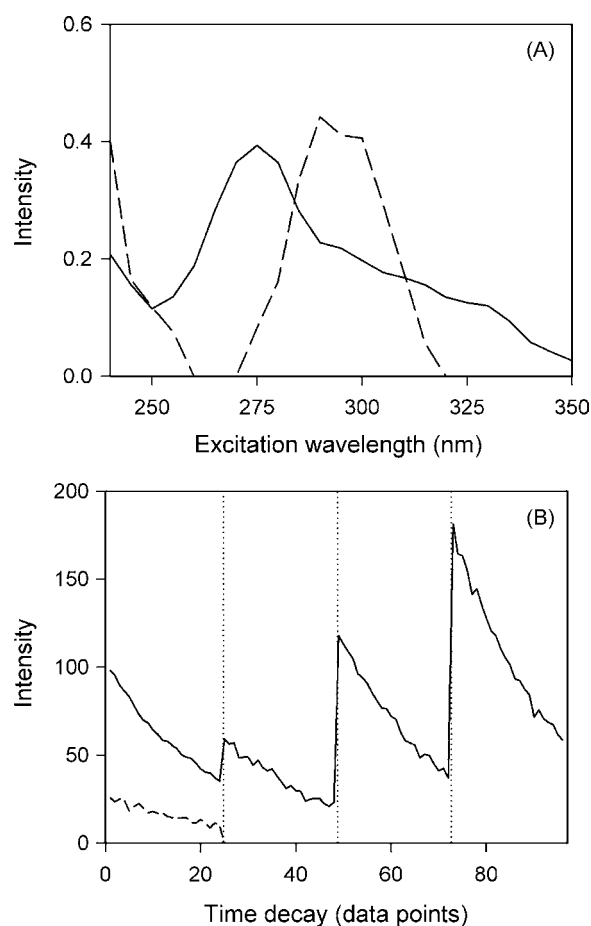 0.6
(A)
0.4
Intensity
0.2
0.0
250 275 300 325 350
Excitation wavelength (nm)
200
(B)
150
Intensity
100
50
0
0 20 40 60 80
Time decay (data points)